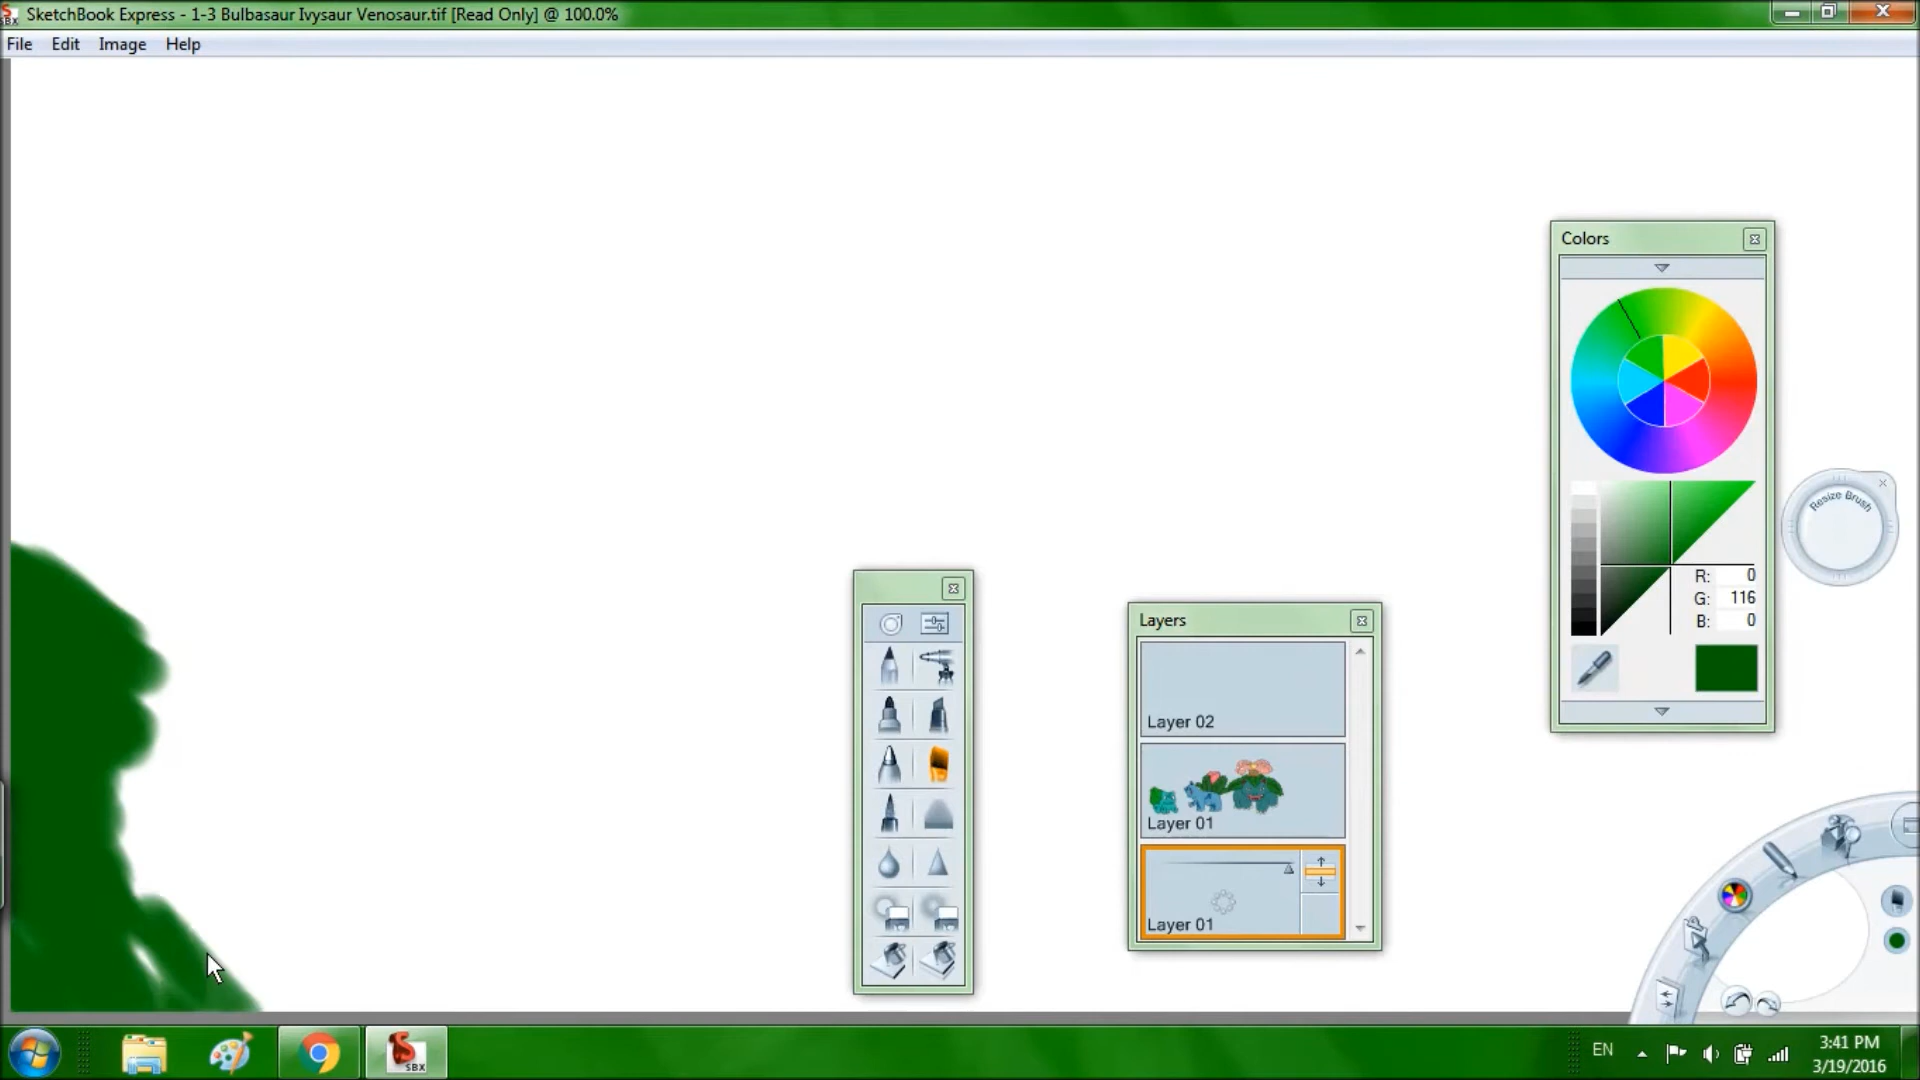 SketchBook Express - 1-3 Bulbasaur Ivysaur Venosaur.tif [Read Only] @ 100.0%
File Edit Image Help
Colors
Resize Brush
R: 0
G: 116
B: 0
Layers
Layer 02
Layer 01
Layer 01
SBX
SBX
EN
3:41 PM
3/19/2016